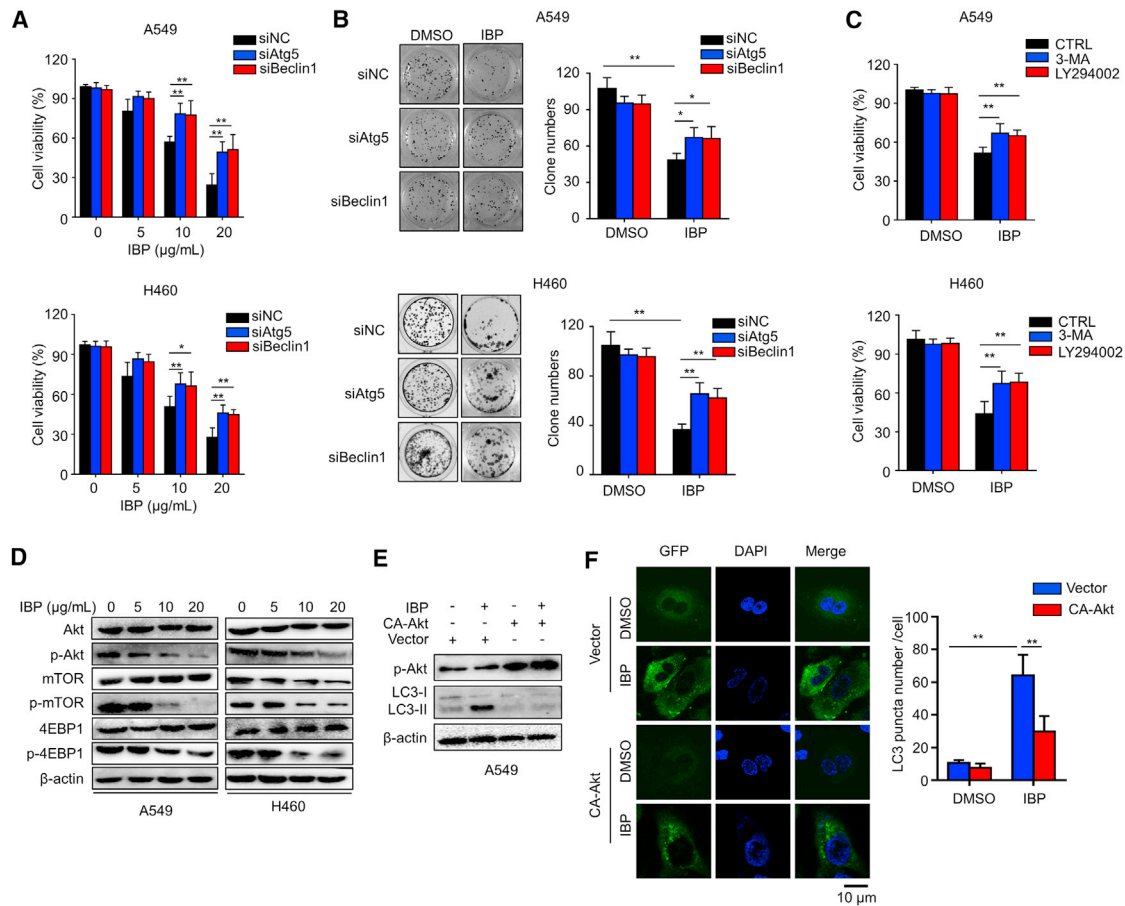 A
A549
siNC
siAtg5
siBeclin1
Cell viability (%)
120
90
60
30
0
**
**
**
**
0 5 10 20
IBP (µg/mL)
H460
siNC
siAtg5
siBeclin1
Cell viability (%)
120
90
60
30
0
*
**
**
**
0 5 10 20
IBP (µg/mL)
B
A549
DMSO IBP
siNC
siAtg5
siBeclin1
siNC
siAtg5
siBeclin1
Clone numbers
120
90
60
30
0
**
*
*
DMSO IBP
H460
siNC
siAtg5
siBeclin1
siNC
siAtg5
siBeclin1
Clone numbers
120
80
40
0
**
**
**
DMSO IBP
C
A549
CTRL
3-MA
LY294002
Cell viability (%)
120
90
60
30
0
**
**
DMSO IBP
H460
CTRL
3-MA
LY294002
Cell viability (%)
120
90
60
30
0
**
**
DMSO IBP
D
IBP (µg/mL) 0 5 10 20 0 5 10 20
Akt
p-Akt
mTOR
p-mTOR
4EBP1
p-4EBP1
β-actin
A549 H460
E
IBP - + - +
CA-Akt - - + +
Vector + + - -
p-Akt
LC3-I
LC3-II
β-actin
A549
F
GFP DAPI Merge
Vector
DMSO
IBP
CA-Akt
DMSO
IBP
10 µm
Vector
CA-Akt
LC3 puncta number /cell
100
80
60
40
20
0
**
**
DMSO IBP